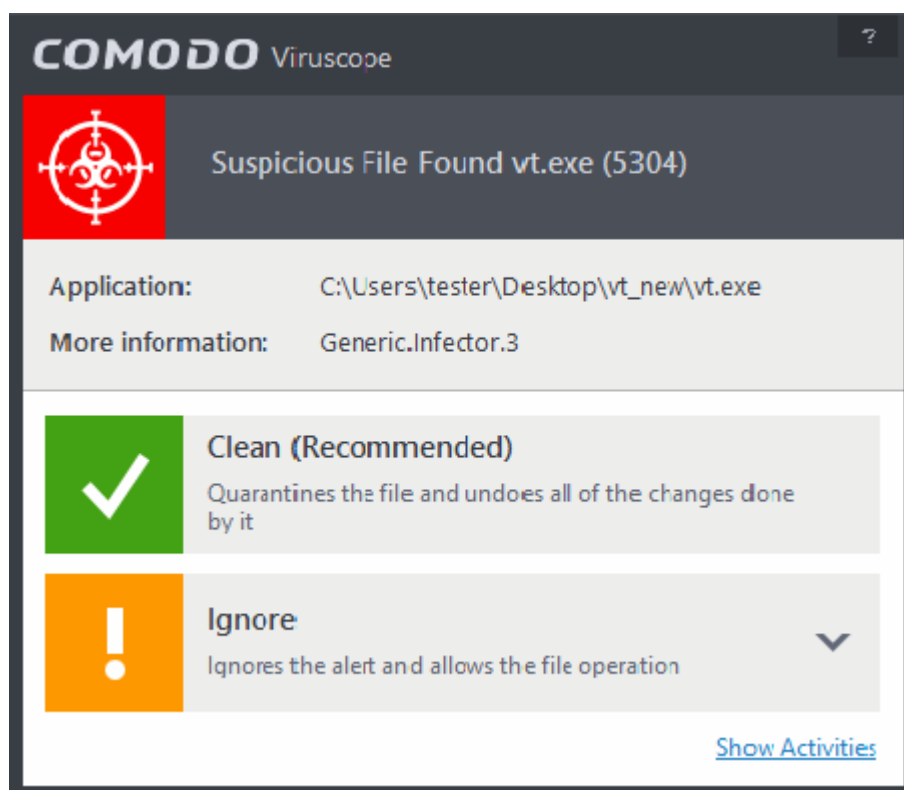 COMODO Viruscope
?
Suspicious File Found vt.exe (5304)
Application: C:\Users\tester\Desktop\vt_new\vt.exe
More information: Generic.Infector.3
Clean (Recommended)
Quarantines the file and undoes all of the changes done
by it
Ignore
Ignores the alert and allows the file operation
Show Activities